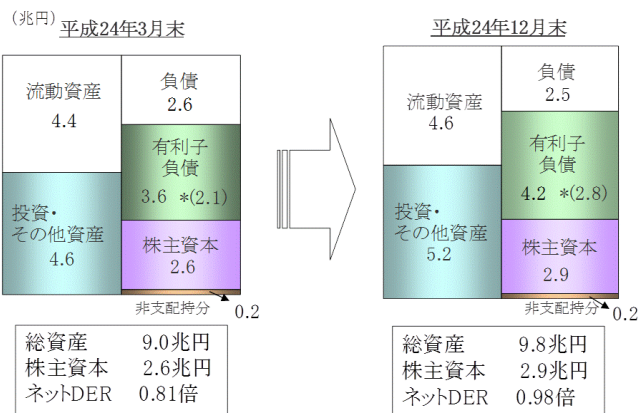 (兆円)
平成24年3月末
流動資産
4.4
負債
2.6
有利子
負債
3.6 *(2.1)
投資・
その他資産
4.6
株主資本
2.6
非支配持分
0.2
総資産 9.0兆円
株主資本 2.6兆円
ネットDER 0.81倍
平成24年12月末
流動資産
4.6
負債
2.5
有利子
負債
4.2 *(2.8)
投資・
その他資産
5.2
株主資本
2.9
非支配持分
0.2
総資産 9.8兆円
株主資本 2.9兆円
ネットDER 0.98倍